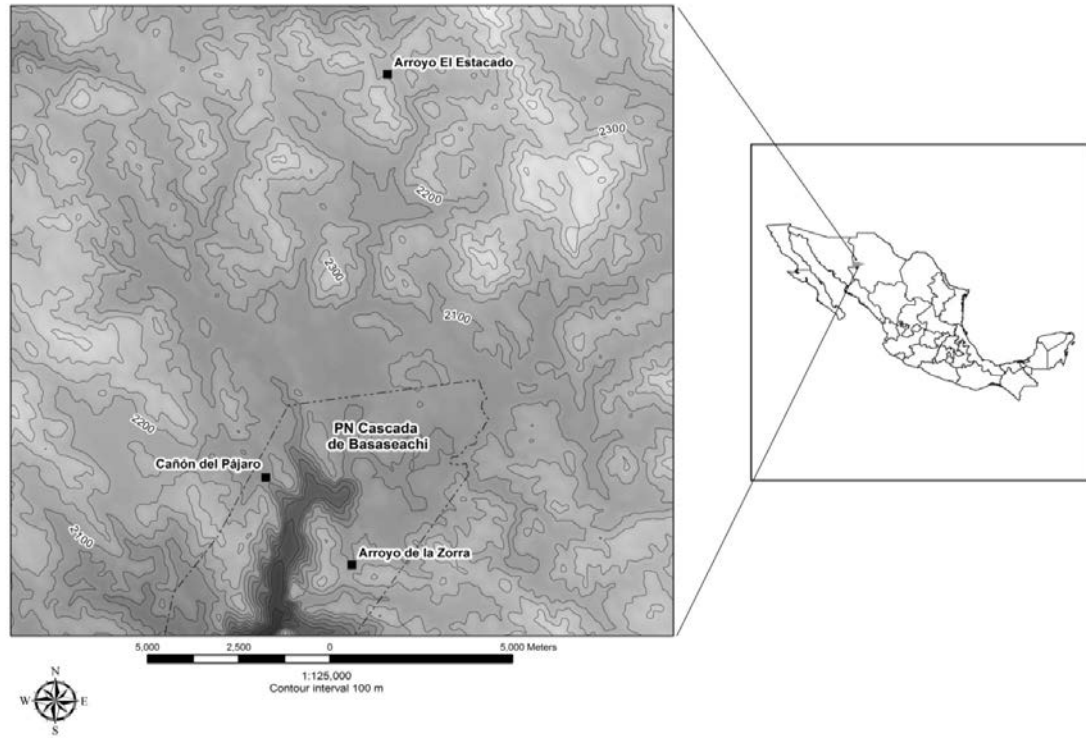 Arroyo El Estacado
2300
2200
2300
2100
PN Cascada
de Basaseachi
2200
Cañón del Pájaro
2100
Arroyo de la Zorra
5,000 2,500 0 5,000 Meters
1:125,000
Contour interval 100 m
N
W E
S